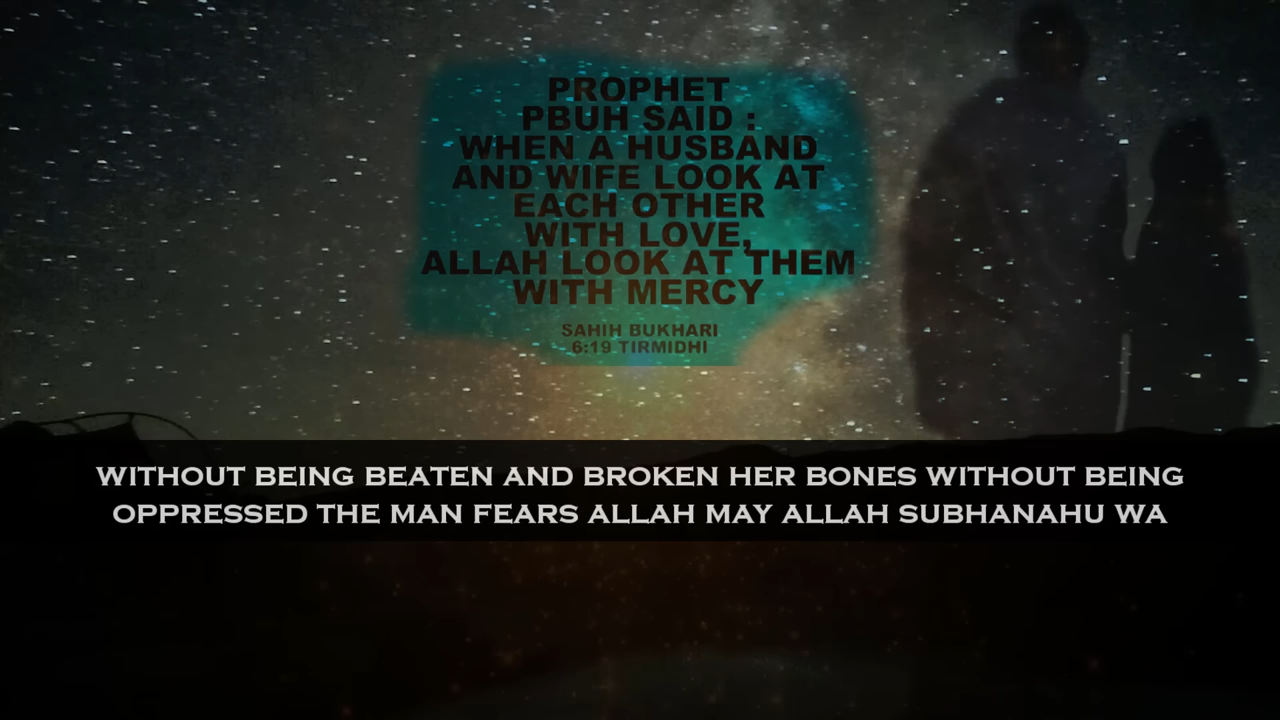 PROPHET
PBUH SAID :
WHEN A HUSBAND
AND WIFE LOOK AT
EACH OTHER
WITH LOVE,
ALLAH LOOK AT THEM
WITH MERCY
SAHIH BUKHARI
6:19 TIRMIDHI
WITHOUT BEING BEATEN AND BROKEN HER BONES WITHOUT BEING
OPPRESSED THE MAN FEARS ALLAH MAY ALLAH SUBHANAHU WA